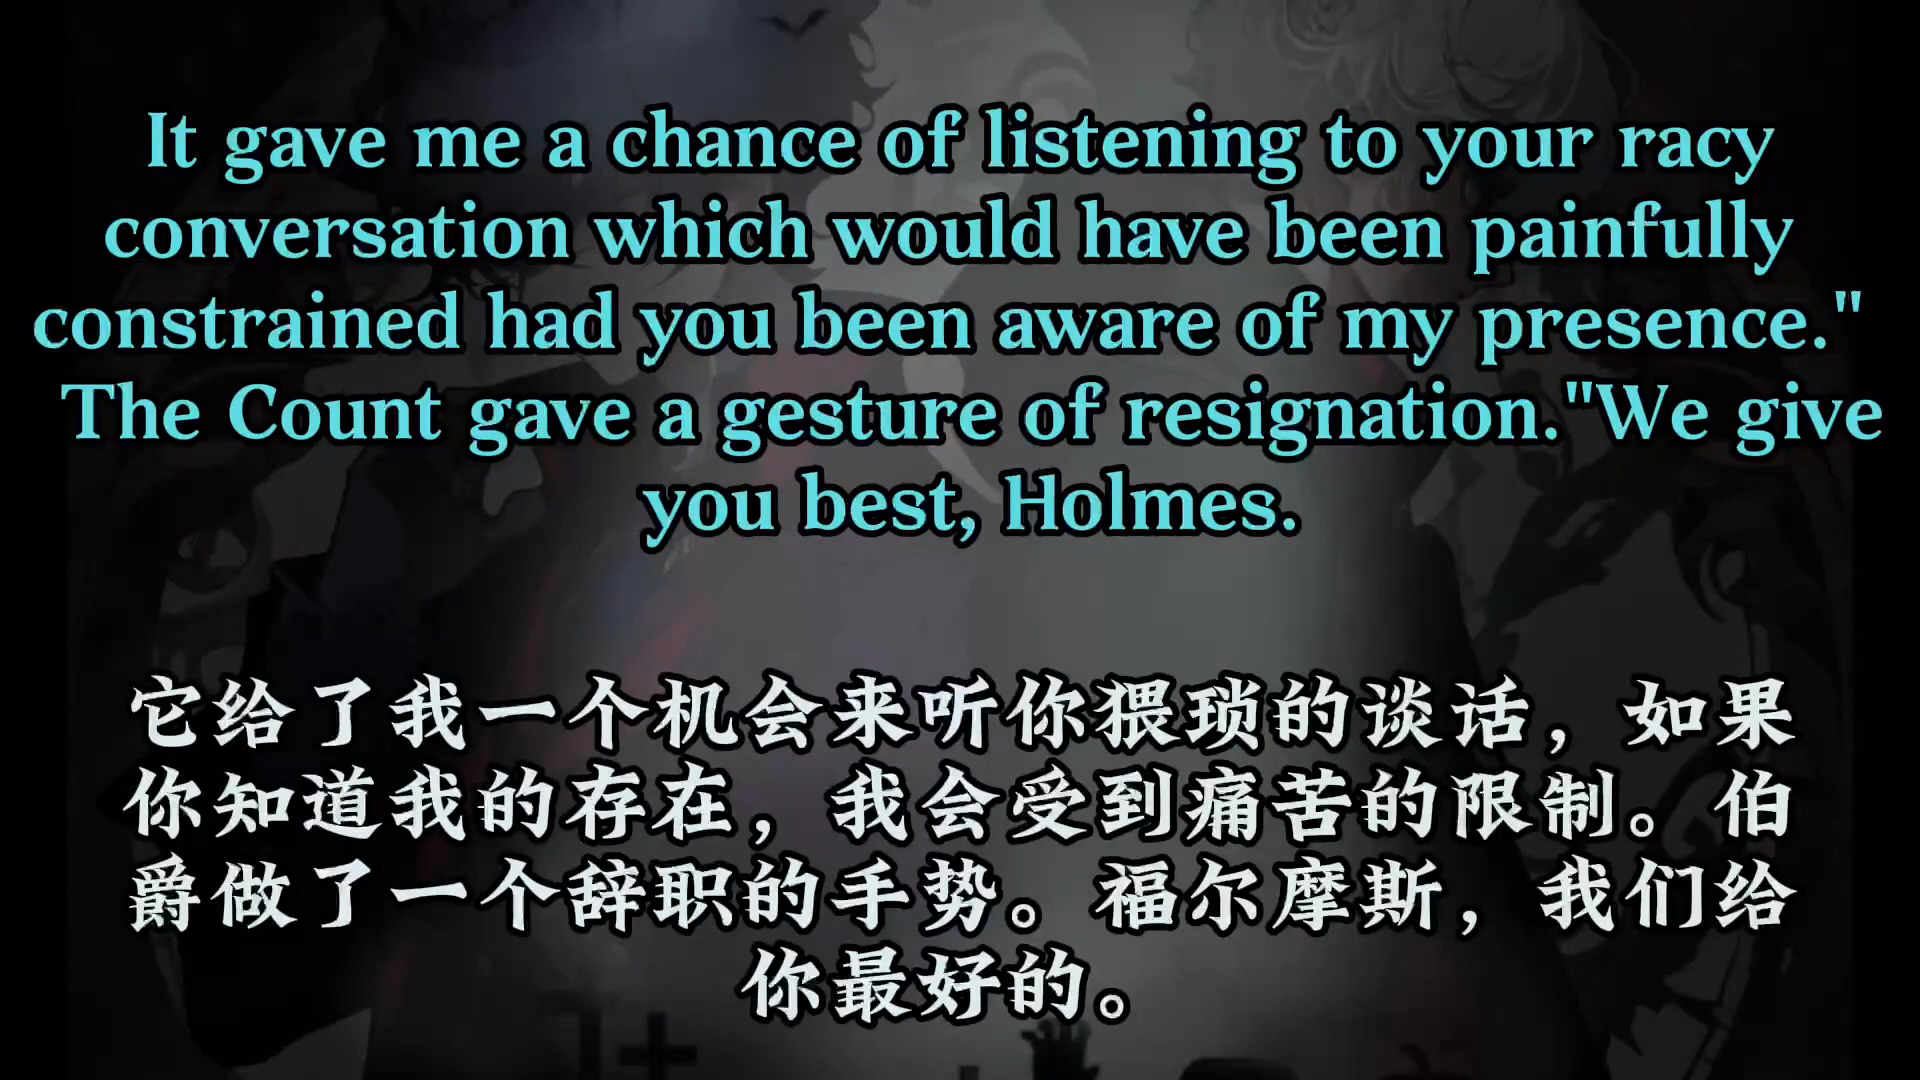 It gave me a chance of listening to your racy
conversation which would have been painfully
constrained had you been aware of my presence."
The Count gave a gesture of resignation."We give
you best, Holmes.
它给了我一个机会来听你猥琐的谈话，如果
你知道我的存在，我会受到痛苦的限制。伯
爵做了一个辞职的手势。福尔摩斯，我们给
你最好的。